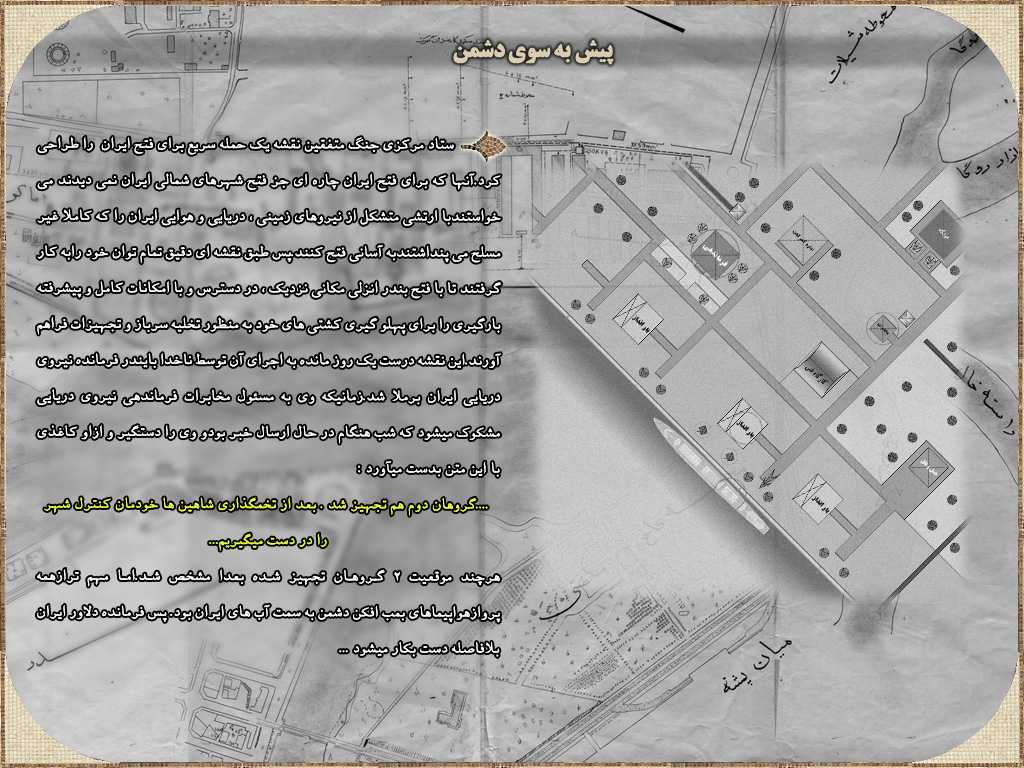 پیش به سوی دشمن
ستاد مرکزی جنگ متفقین نقشه یک حمله سریع برای فتح ایران را طراحی
کرد.آنها که برای فتح ایران چاره ای جز فتح شهرهای شمالی ایران نمی دیدند می
خواستندبا ارتشی متشکل از نیروهای زمینی ، دریایی و هوایی ایران را که کاملا غیر
مسلح می پنداشتندبه آسانی فتح کنند.پس طبق نقشه ای دقیق تمام توان خود رابه کار
گرفتند تا با فتح بندر انزلی مکانی نزدیک ، در دسترس و با امکانات کامل و پیشرفته
بارگیری را برای پهلو گیری کشتی های خود به منظور تخلیه سرباز و تجهیزات فراهم
آورند.این نقشه درست یک روز مانده به اجرای آن توسط ناخدا بایندر فرمانده نیروی
دریایی ایران برملا شد.زمانیکه وی به مسئول مخابرات فرماندهی نیروی دریایی
مشکوک میشود که شب هنگام در حال ارسال خبر بودو وی را دستگیر و ازاو کاغذی
با این متن بدست میآورد :
....گروهان دوم هم تجهیز شد ، بعد از تخمگذاری شاهین ها خودمان کنترل شهر
را در دست میگیریم...
هرچند موقعیت ۲ گروهان تجهیز شده بعدا مشخص شد.اما مهم ترازهمه
پروازهواپیماهای بمب افکن دشمن به سمت آب های ایران بود.پس فرمانده دلاور ایران
بلافاصله دست بکار میشود ...
محوطه شیلات
میان پشته